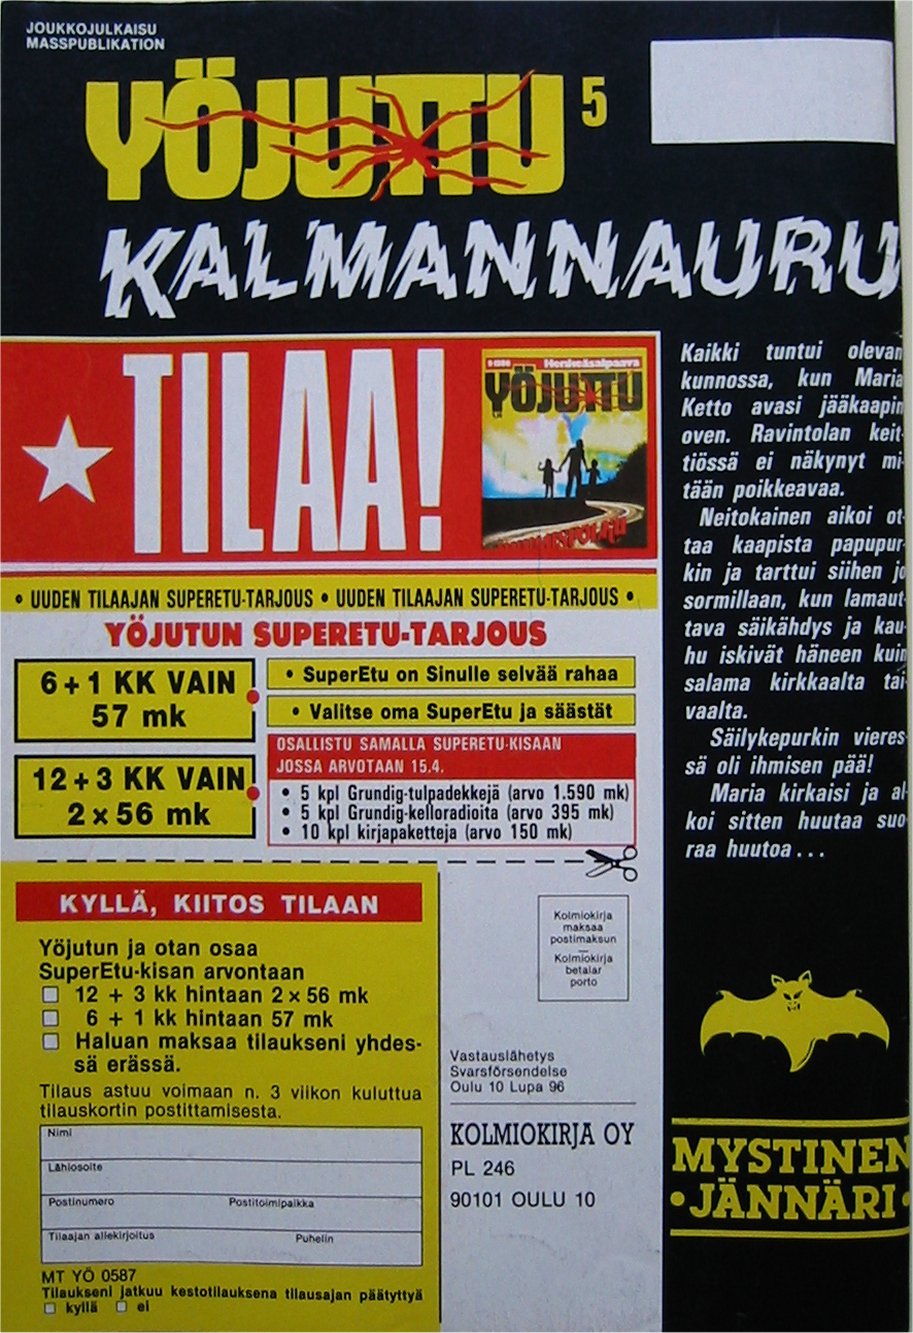 JOUKKOJULKAISU
MASSPUBLIKATION
YÖJUTTU 5
KALMANNAURU
TILAA!
Hengäsalpaava
YÖJUTTU
• UUDEN TILAAJAN SUPERETU-TARJOUS • UUDEN TILAAJAN SUPERETU-TARJOUS •
YÖJUTUN SUPERETU-TARJOUS
6 + 1 KK VAIN
57 mk
12 + 3 KK VAIN
2 × 56 mk
• SuperEtu on Sinulle selvää rahaa
• Valitse oma SuperEtu ja säästät
OSALLISTU SAMALLA SUPERETU-KISAAN
JOSSA ARVOTAAN 15.4.
• 5 kpl Grundig-tulpadekkejä (arvo 1.590 mk)
• 5 kpl Grundig-kelloradioita (arvo 395 mk)
• 10 kpl kirjapaketteja (arvo 150 mk)
KYLLÄ, KIITOS TILAAN
Yöjutun ja otan osaa
SuperEtu-kisan arvontaan
12 + 3 kk hintaan 2 × 56 mk
6 + 1 kk hintaan 57 mk
Haluan maksaa tilaukseni yhdes-
sä erässä.
Tilaus astuu voimaan n. 3 viikon kuluttua
tilauskortin postittamisesta.
Nimi
Lähiosoite
Postinumero Postitoimipaikka
Tilaajan allekirjoitus Puhelin
MT YÖ 0587
Tilaukseni jatkuu kestotilauksena tilausajan päätyttyä
kyllä ei
Kolmiokirja
maksaa
postimaksun
—
Kolmiokirja
betalar
porto
Vastauslähetys
Svarsförsendelse
Oulu 10 Lupa 96
KOLMIOKIRJA OY
PL 246
90101 OULU 10
Kaikki tuntui olevan
kunnossa, kun Maria
Ketto avasi jääkaapin
oven. Ravintolan keit-
tiössä ei näkynyt mi-
tään poikkeavaa.
Neitokainen aikoi ot-
taa kaapista papupur-
kin ja tarttui siihen jo
sormillaan, kun lamaut-
tava säikähdys ja kau-
hu iskivät häneen kuin
salama kirkkaalta tai-
vaalta.
Säilykepurkin vieres-
sä oli ihmisen pää!
Maria kirkaisi ja al-
koi sitten huutaa suo-
raa huutoa...
MYSTINEN
• JÄNNÄRI •